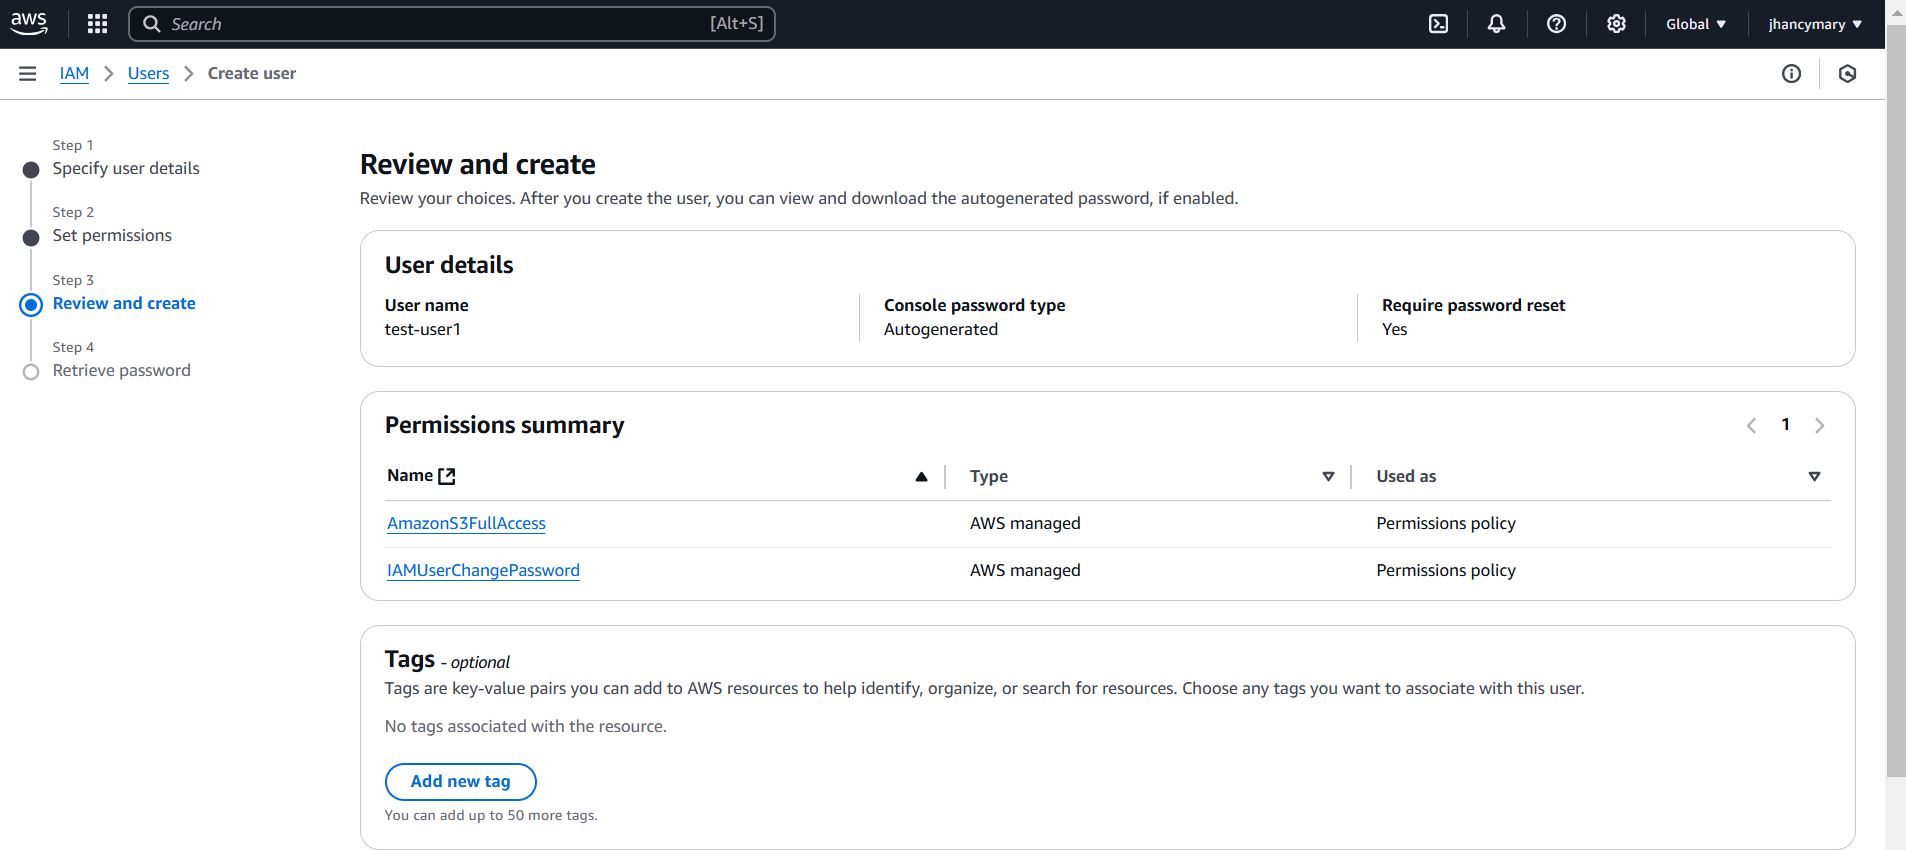 aws Search [Alt+S] Global jhancymary
IAM Users Create user
Step 1
Specify user details
Step 2
Set permissions
Step 3
Review and create
Step 4
Retrieve password
Review and create
Review your choices. After you create the user, you can view and download the autogenerated password, if enabled.
User details
User name Console password type Require password reset
test-user1 Autogenerated Yes
Permissions summary 1
Name Type Used as
AmazonS3FullAccess AWS managed Permissions policy
IAMUserChangePassword AWS managed Permissions policy
Tags - optional
Tags are key-value pairs you can add to AWS resources to help identify, organize, or search for resources. Choose any tags you want to associate with this user.
No tags associated with the resource.
Add new tag
You can add up to 50 more tags.